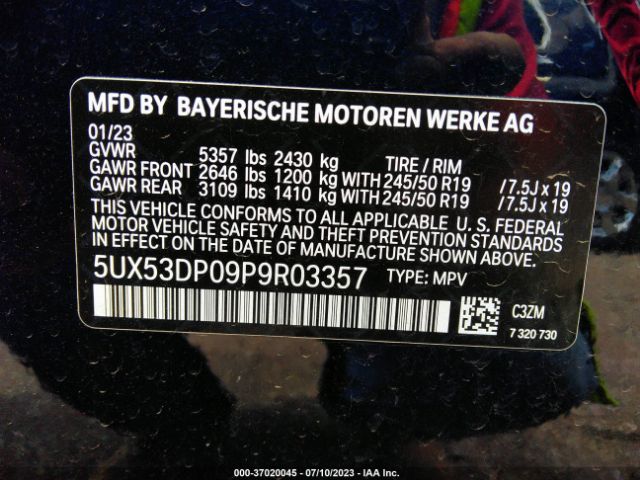 MFD BY BAYERISCHE MOTOREN WERKE AG
01/23
GVWR 5357 lbs 2430 kg TIRE / RIM
GAWR FRONT 2646 lbs 1200 kg WITH 245/50 R19 / 7.5J x 19
GAWR REAR 3109 lbs 1410 kg WITH 245/50 R19 / 7.5J x 19
THIS VEHICLE CONFORMS TO ALL APPLICABLE U. S. FEDERAL
MOTOR VEHICLE SAFETY AND THEFT PREVENTION STANDARDS
IN EFFECT ON THE DATE OF MANUFACTURE SHOWN ABOVE.
5UX53DP09P9R03357 TYPE: MPV
C3ZM
7 320 730
000-37020045 - 07/10/2023 - IAA Inc.